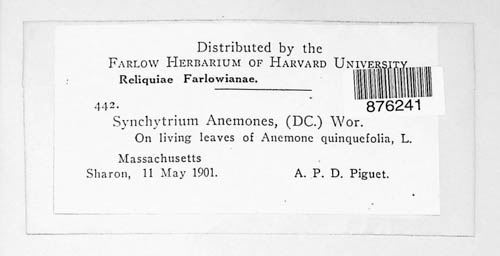 Distributed by the
FARLOW HERBARIUM OF HARVARD UNIVERSITY
Reliquiae Farlowianae.
876241
442.
Synchytrium Anemones, (DC.) Wor.
On living leaves of Anemone quinquefolia, L.
Massachusetts
Sharon, 11 May 1901. A. P. D. Piguet.